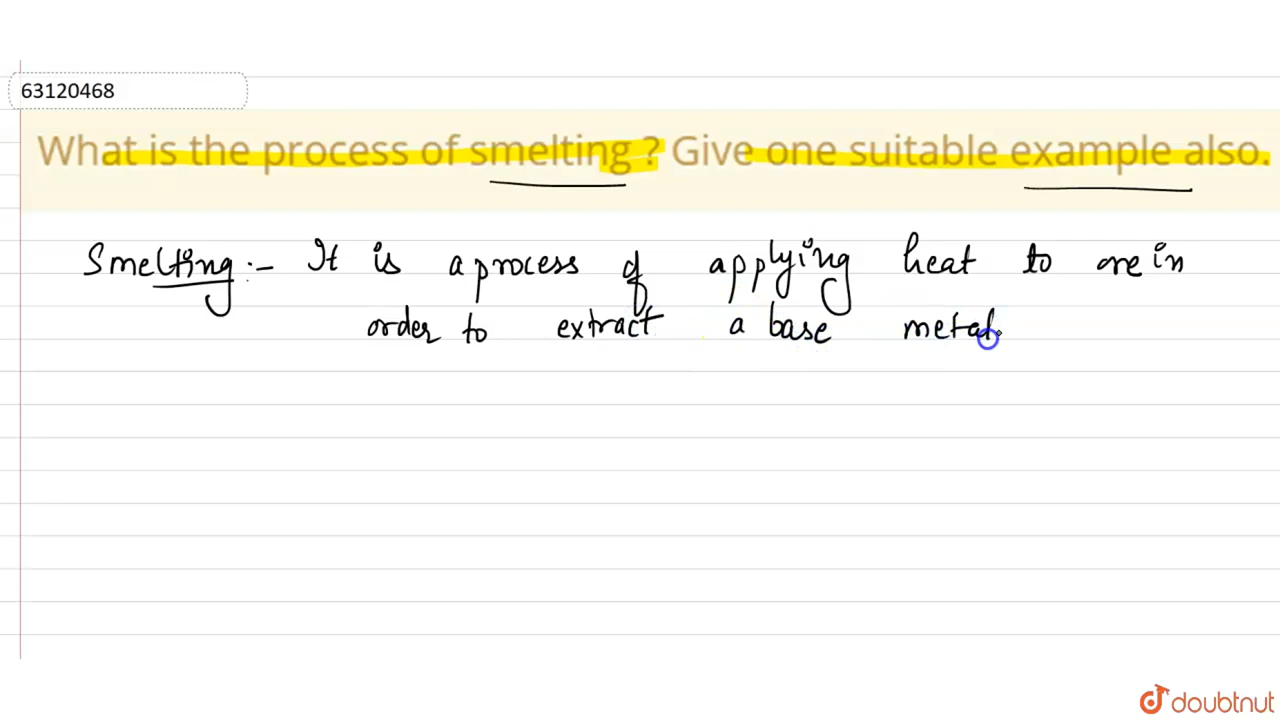 63120468
What is the process of smelting ? Give one suitable example also.
Smelting :- It is a process of applying heat to ore in
order to extract a base metal.
doubtnut